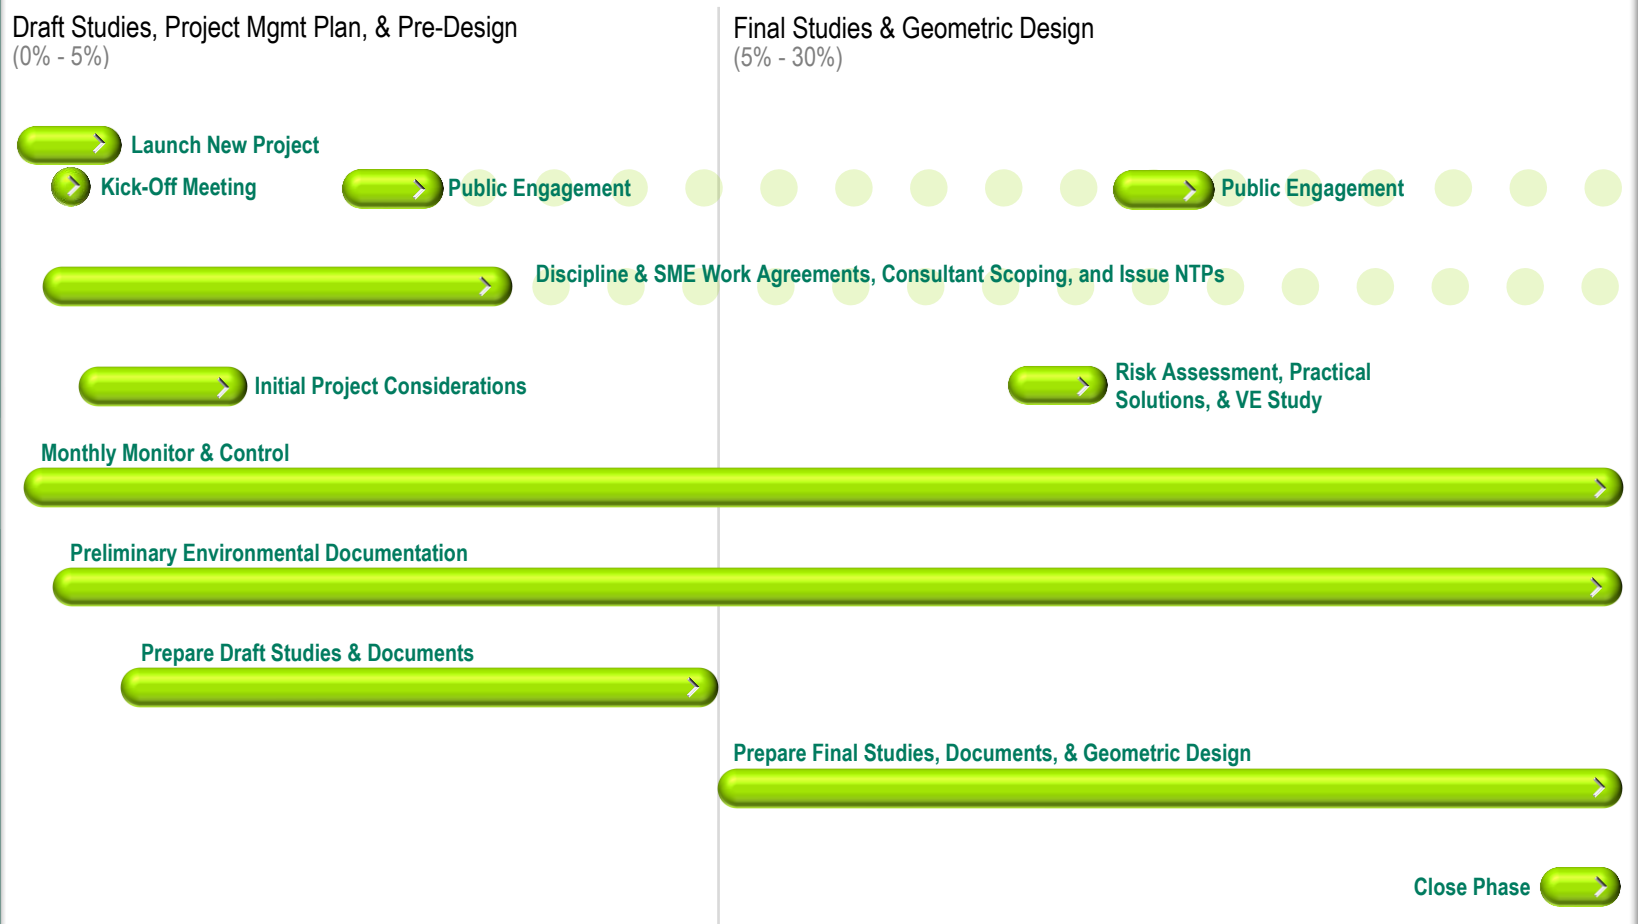 Draft Studies, Project Mgmt Plan, & Pre-Design
(0% - 5%)
Final Studies & Geometric Design
(5% - 30%)
Launch New Project
Kick-Off Meeting
Public Engagement
Public Engagement
Discipline & SME Work Agreements, Consultant Scoping, and Issue NTPs
Initial Project Considerations
Risk Assessment, Practical
Solutions, & VE Study
Monthly Monitor & Control
Preliminary Environmental Documentation
Prepare Draft Studies & Documents
Prepare Final Studies, Documents, & Geometric Design
Close Phase